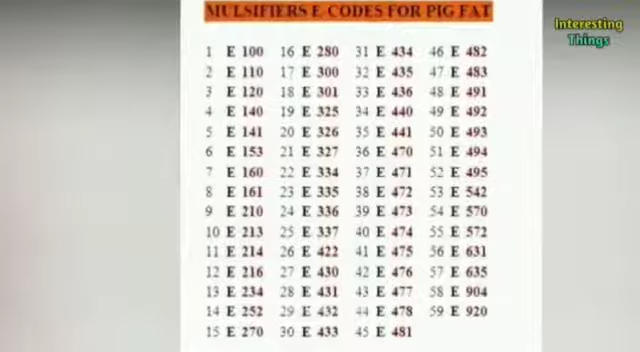 MULSIFIERS E-CODES FOR PIG FAT
Interesting
Things
1 E 100 16 E 280 31 E 434 46 E 482
2 E 110 17 E 300 32 E 435 47 E 483
3 E 120 18 E 301 33 E 436 48 E 491
4 E 140 19 E 325 34 E 440 49 E 492
5 E 141 20 E 326 35 E 441 50 E 493
6 E 153 21 E 327 36 E 470 51 E 494
7 E 160 22 E 334 37 E 471 52 E 495
8 E 161 23 E 335 38 E 472 53 E 542
9 E 210 24 E 336 39 E 473 54 E 570
10 E 213 25 E 337 40 E 474 55 E 572
11 E 214 26 E 422 41 E 475 56 E 631
12 E 216 27 E 430 42 E 476 57 E 635
13 E 234 28 E 431 43 E 477 58 E 904
14 E 252 29 E 432 44 E 478 59 E 920
15 E 270 30 E 433 45 E 481